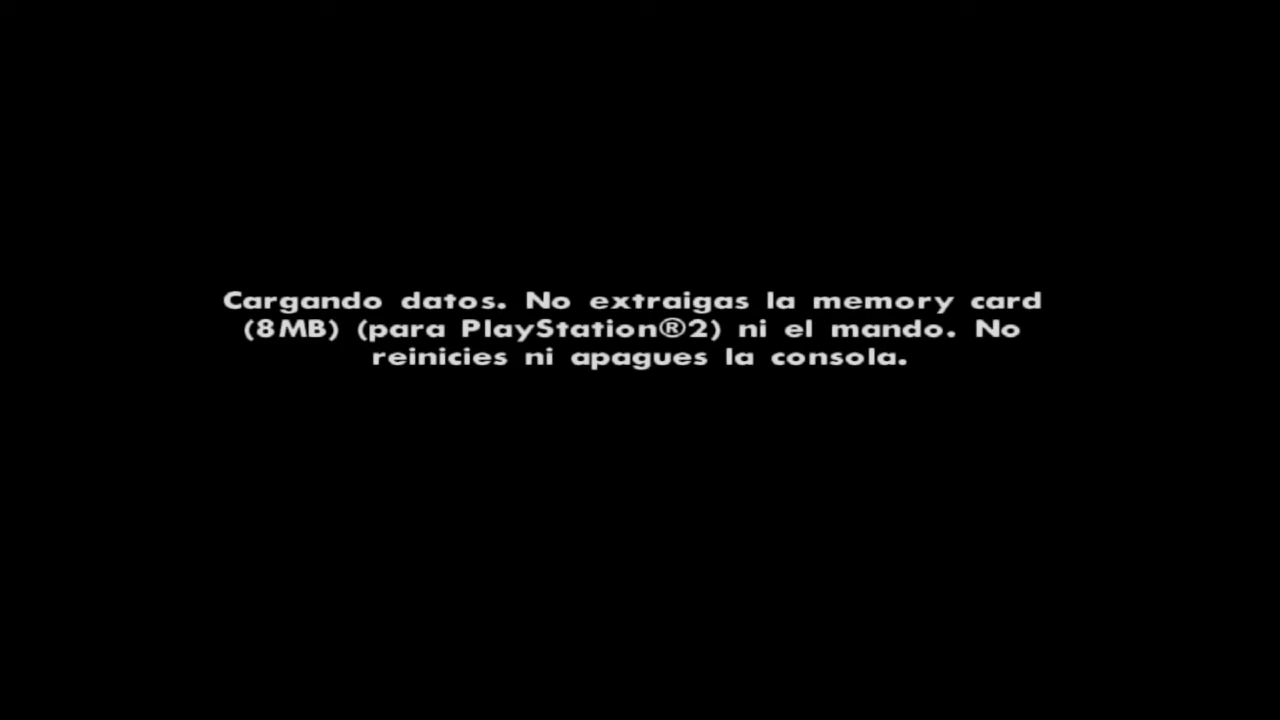 Cargando datos. No extraigas la memory card
(8MB) (para PlayStation®2) ni el mando. No
reinicies ni apagues la consola.